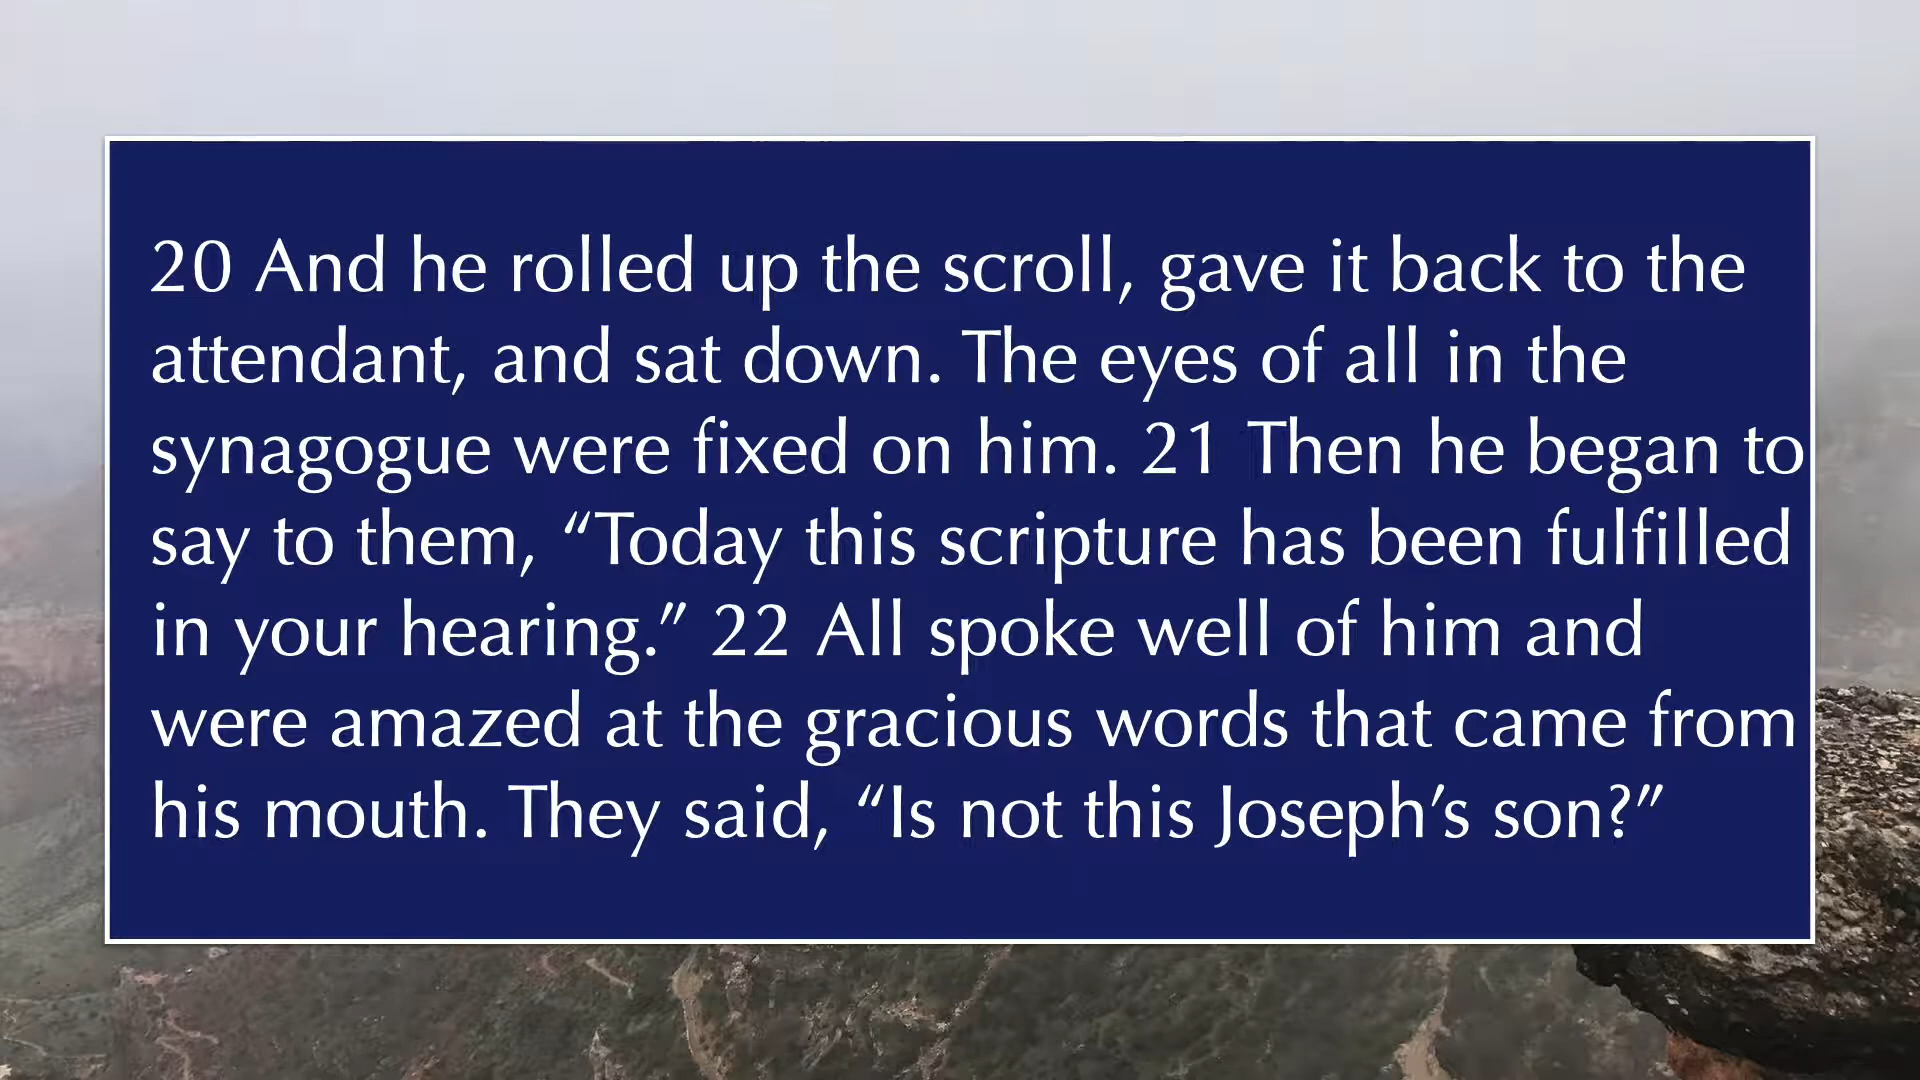 20 And he rolled up the scroll, gave it back to the
attendant, and sat down. The eyes of all in the
synagogue were fixed on him. 21 Then he began to
say to them, “Today this scripture has been fulfilled
in your hearing.” 22 All spoke well of him and
were amazed at the gracious words that came from
his mouth. They said, “Is not this Joseph’s son?”